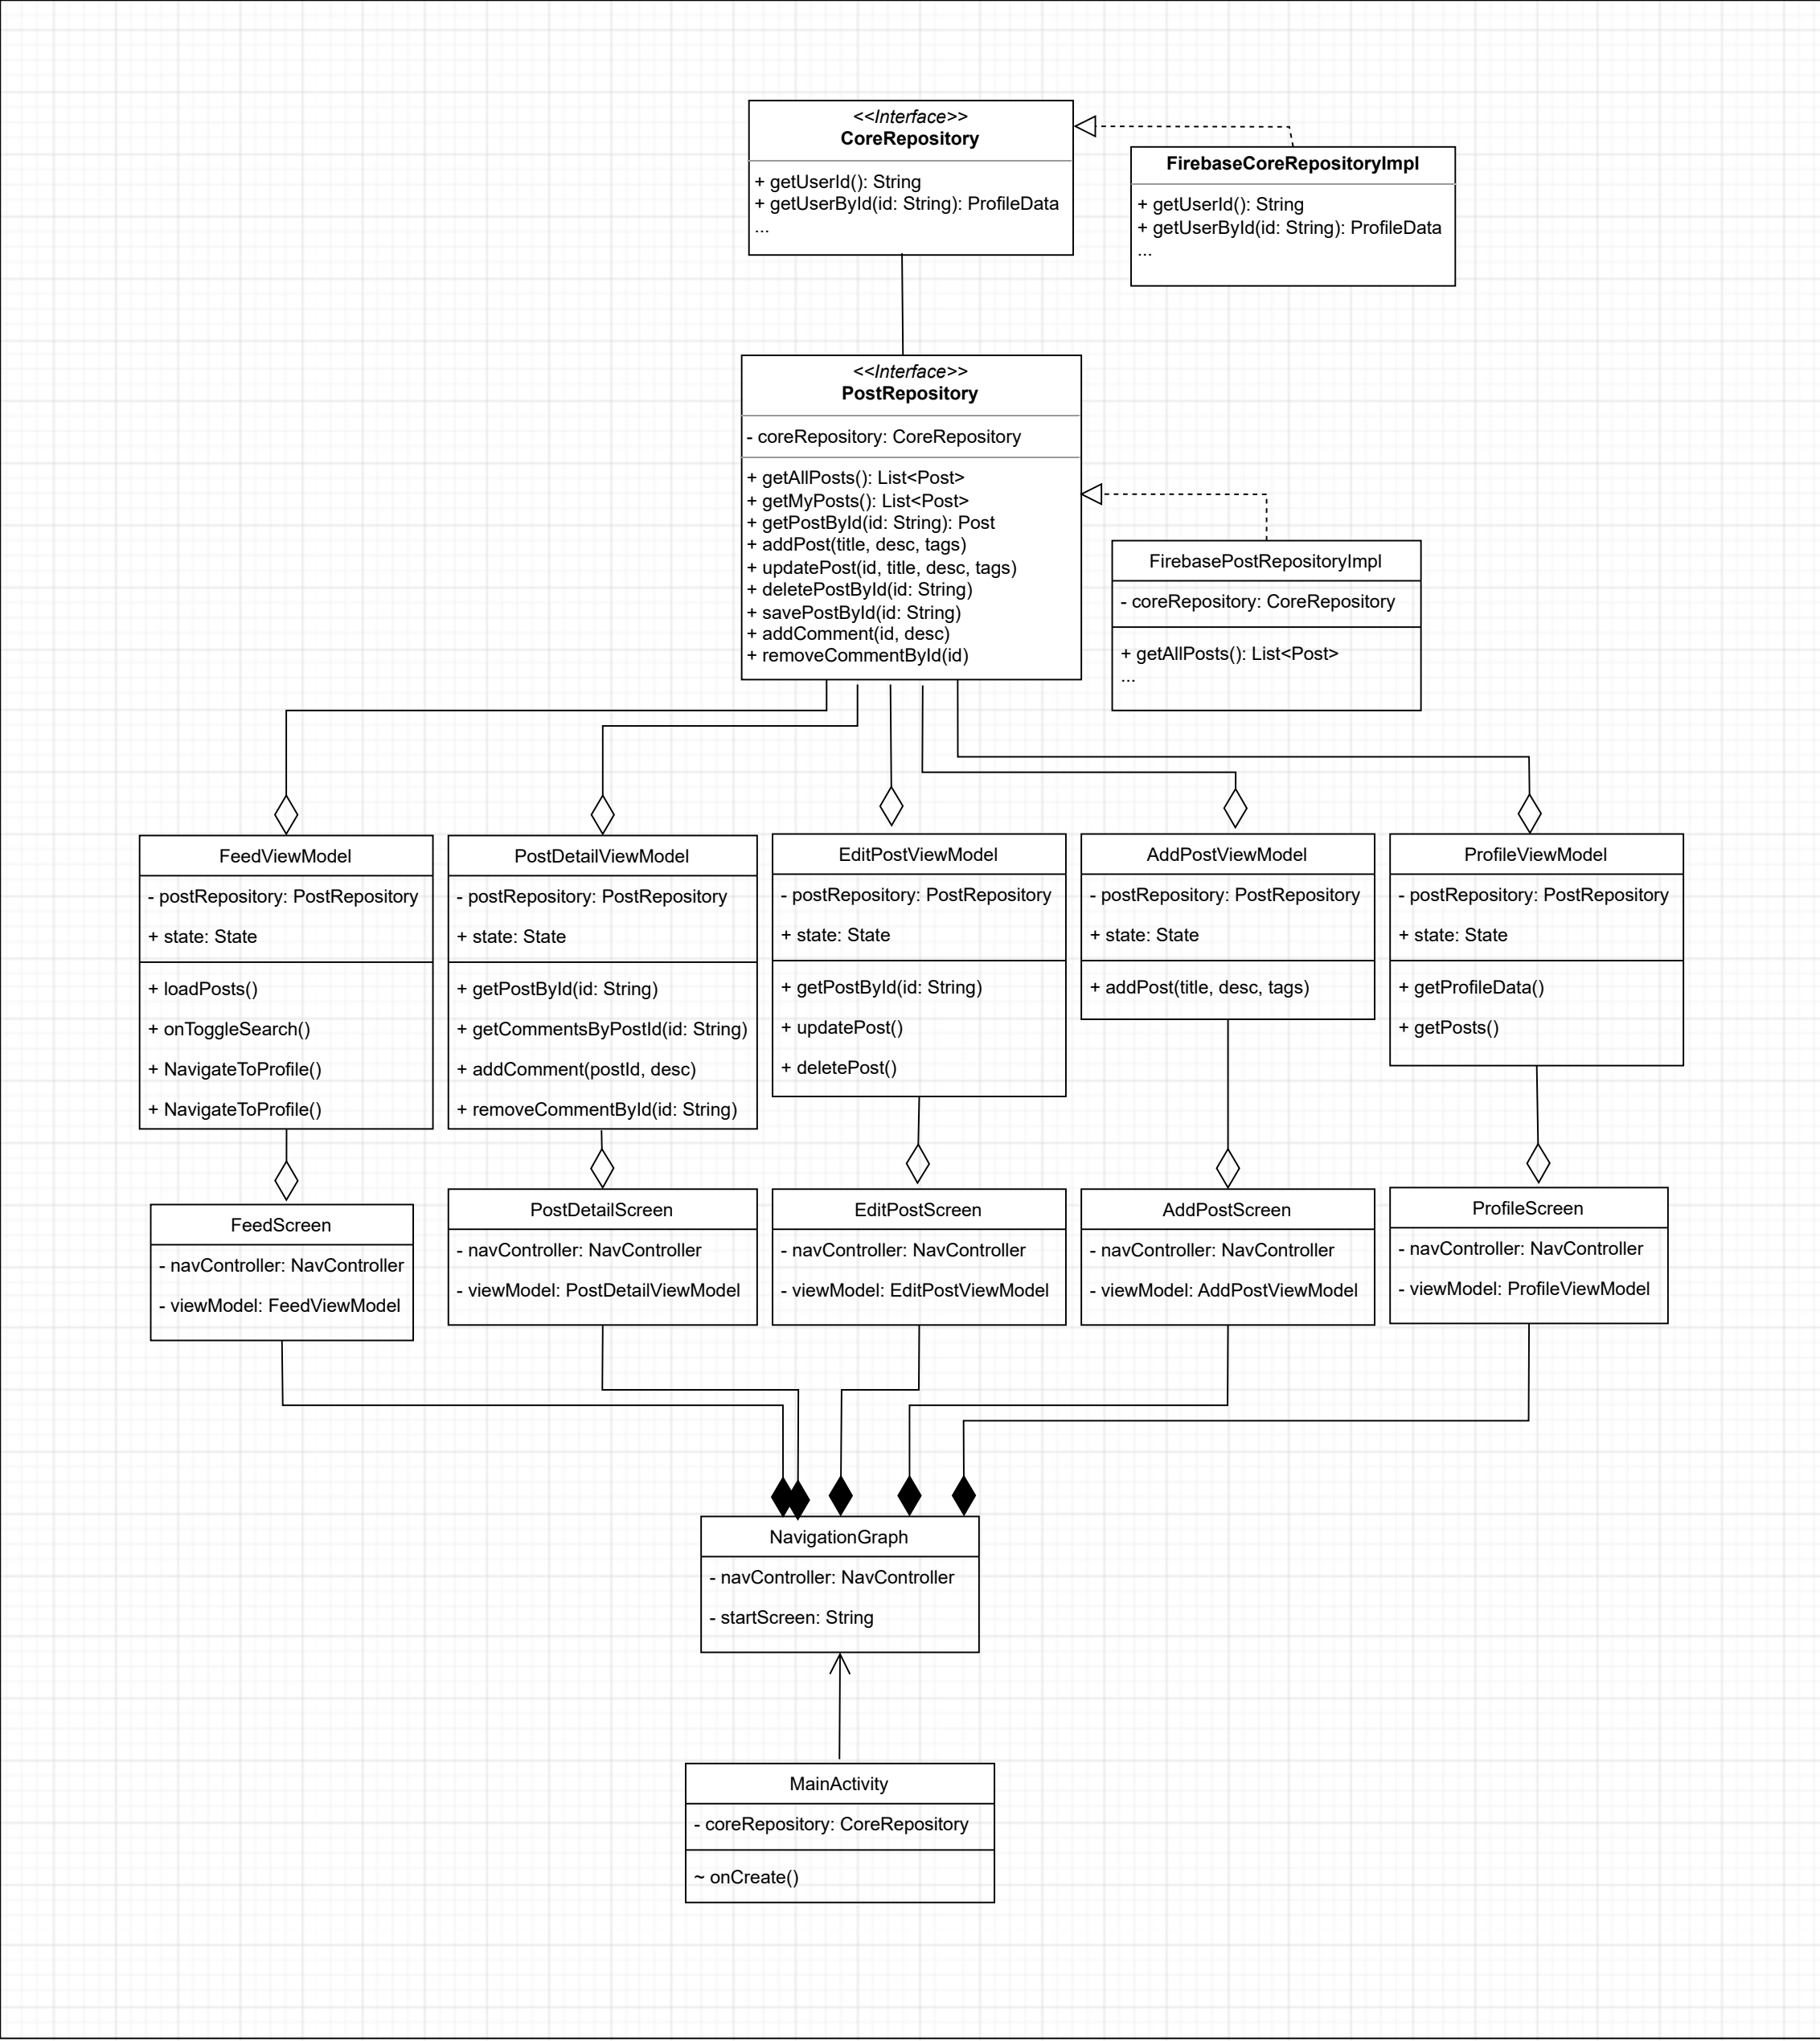 <<Interface>>
CoreRepository
+ getUserId(): String
+ getUserById(id: String): ProfileData
...
FirebaseCoreRepositoryImpl
+ getUserId(): String
+ getUserById(id: String): ProfileData
...
<<Interface>>
PostRepository
- coreRepository: CoreRepository
+ getAllPosts(): List<Post>
+ getMyPosts(): List<Post>
+ getPostById(id: String): Post
+ addPost(title, desc, tags)
+ updatePost(id, title, desc, tags)
+ deletePostById(id: String)
+ savePostById(id: String)
+ addComment(id, desc)
+ removeCommentById(id)
FirebasePostRepositoryImpl
- coreRepository: CoreRepository
+ getAllPosts(): List<Post>
...
FeedViewModel
- postRepository: PostRepository
+ state: State
+ loadPosts()
+ onToggleSearch()
+ NavigateToProfile()
+ NavigateToProfile()
PostDetailViewModel
- postRepository: PostRepository
+ state: State
+ getPostById(id: String)
+ getCommentsByPostId(id: String)
+ addComment(postId, desc)
+ removeCommentById(id: String)
EditPostViewModel
- postRepository: PostRepository
+ state: State
+ getPostById(id: String)
+ updatePost()
+ deletePost()
AddPostViewModel
- postRepository: PostRepository
+ state: State
+ addPost(title, desc, tags)
ProfileViewModel
- postRepository: PostRepository
+ state: State
+ getProfileData()
+ getPosts()
FeedScreen
- navController: NavController
- viewModel: FeedViewModel
PostDetailScreen
- navController: NavController
- viewModel: PostDetailViewModel
EditPostScreen
- navController: NavController
- viewModel: EditPostViewModel
AddPostScreen
- navController: NavController
- viewModel: AddPostViewModel
ProfileScreen
- navController: NavController
- viewModel: ProfileViewModel
NavigationGraph
- navController: NavController
- startScreen: String
MainActivity
- coreRepository: CoreRepository
~ onCreate()